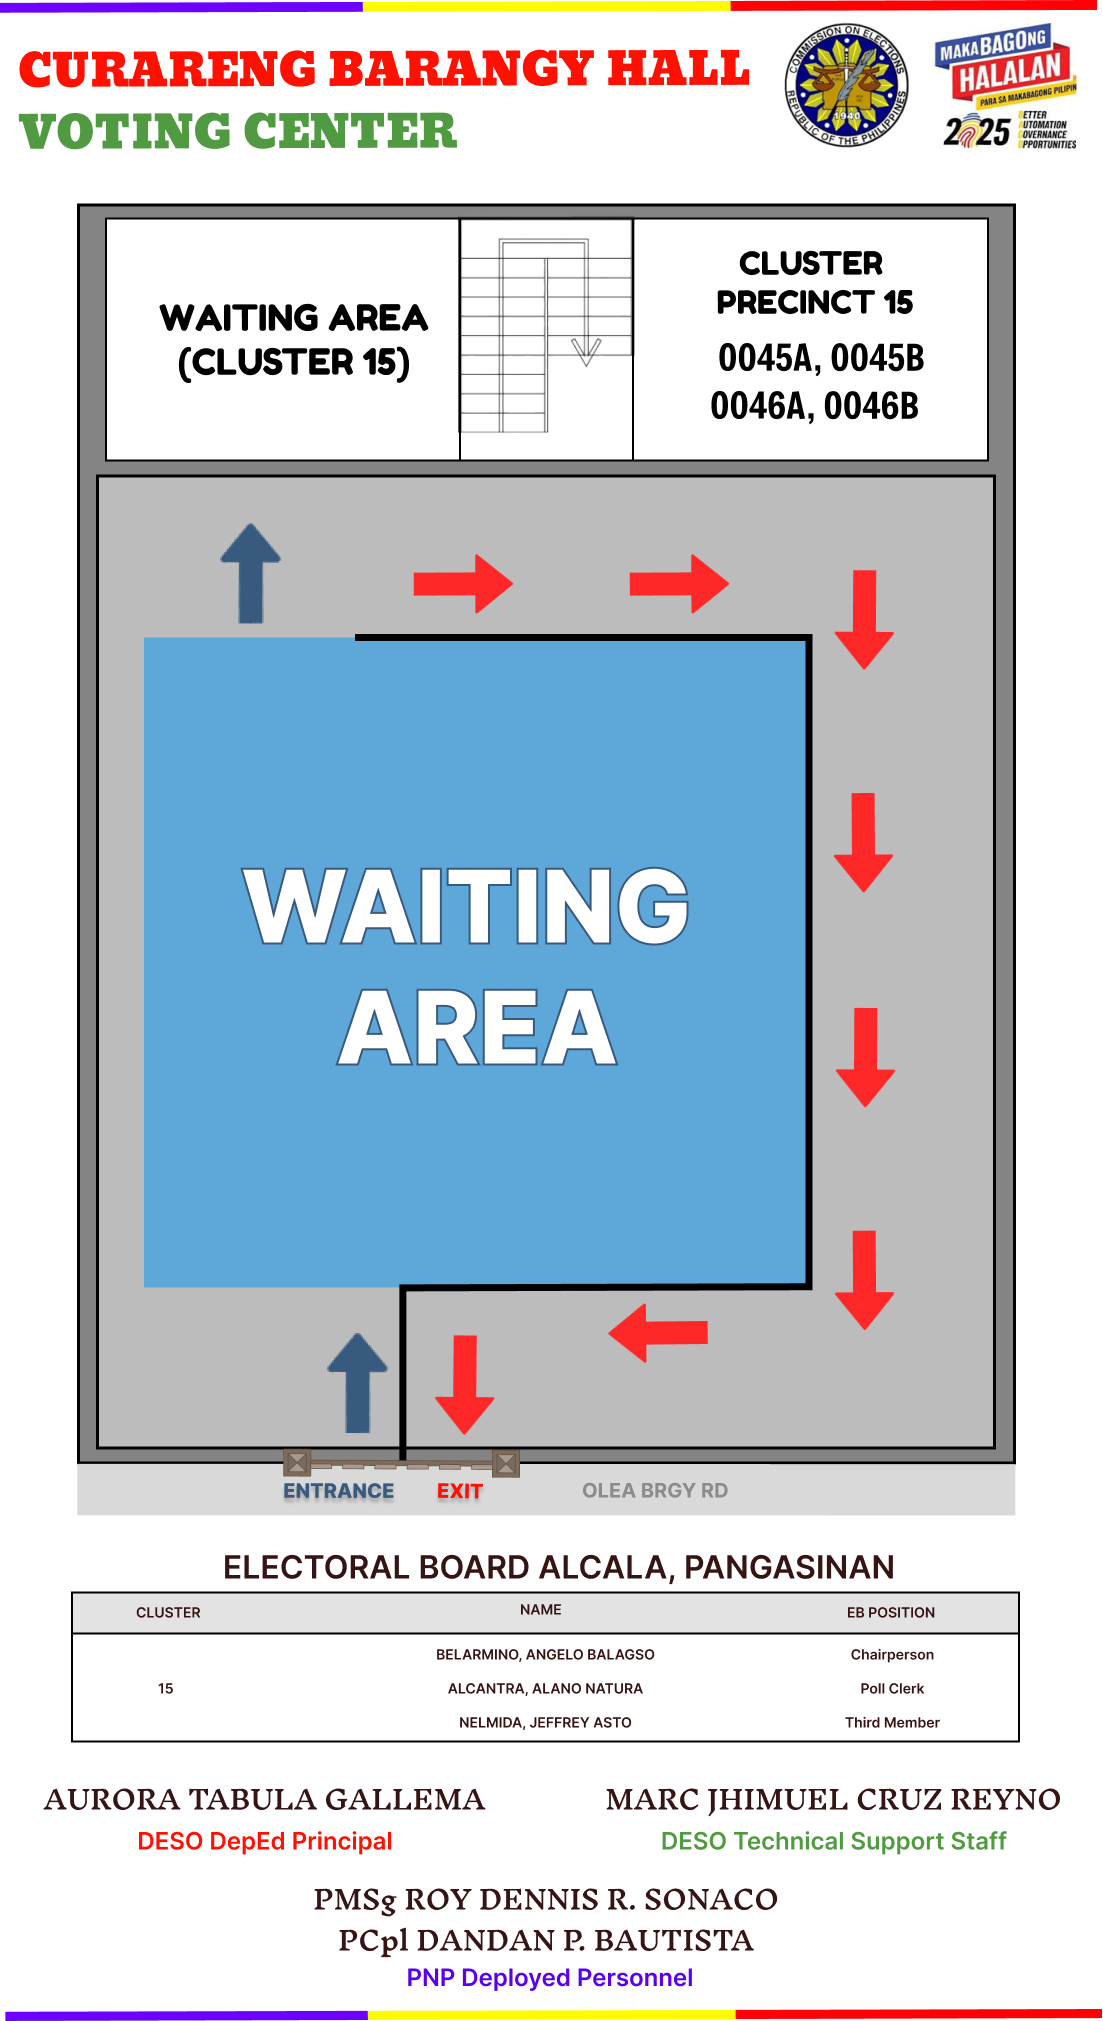 CURARENG BARANGY HALL
VOTING CENTER
COMMISSION ON ELECTIONS
REPUBLIC OF THE PHILIPPINES
1940
MAKABAGONG
HALALAN
PARA SA MAKABAGONG PILIPIN
2025
BETTER
AUTOMATION
GOVERNANCE
OPPORTUNITIES
WAITING AREA
(CLUSTER 15)
CLUSTER
PRECINCT 15
0045A, 0045B
0046A, 0046B
WAITING
AREA
ENTRANCE
EXIT
OLEA BRGY RD
ELECTORAL BOARD ALCALA, PANGASINAN
CLUSTER NAME EB POSITION
BELARMINO, ANGELO BALAGSO Chairperson
15 ALCANTRA, ALANO NATURA Poll Clerk
NELMIDA, JEFFREY ASTO Third Member
AURORA TABULA GALLEMA
DESO DepEd Principal
MARC JHIMUEL CRUZ REYNO
DESO Technical Support Staff
PMSg ROY DENNIS R. SONACO
PCpl DANDAN P. BAUTISTA
PNP Deployed Personnel